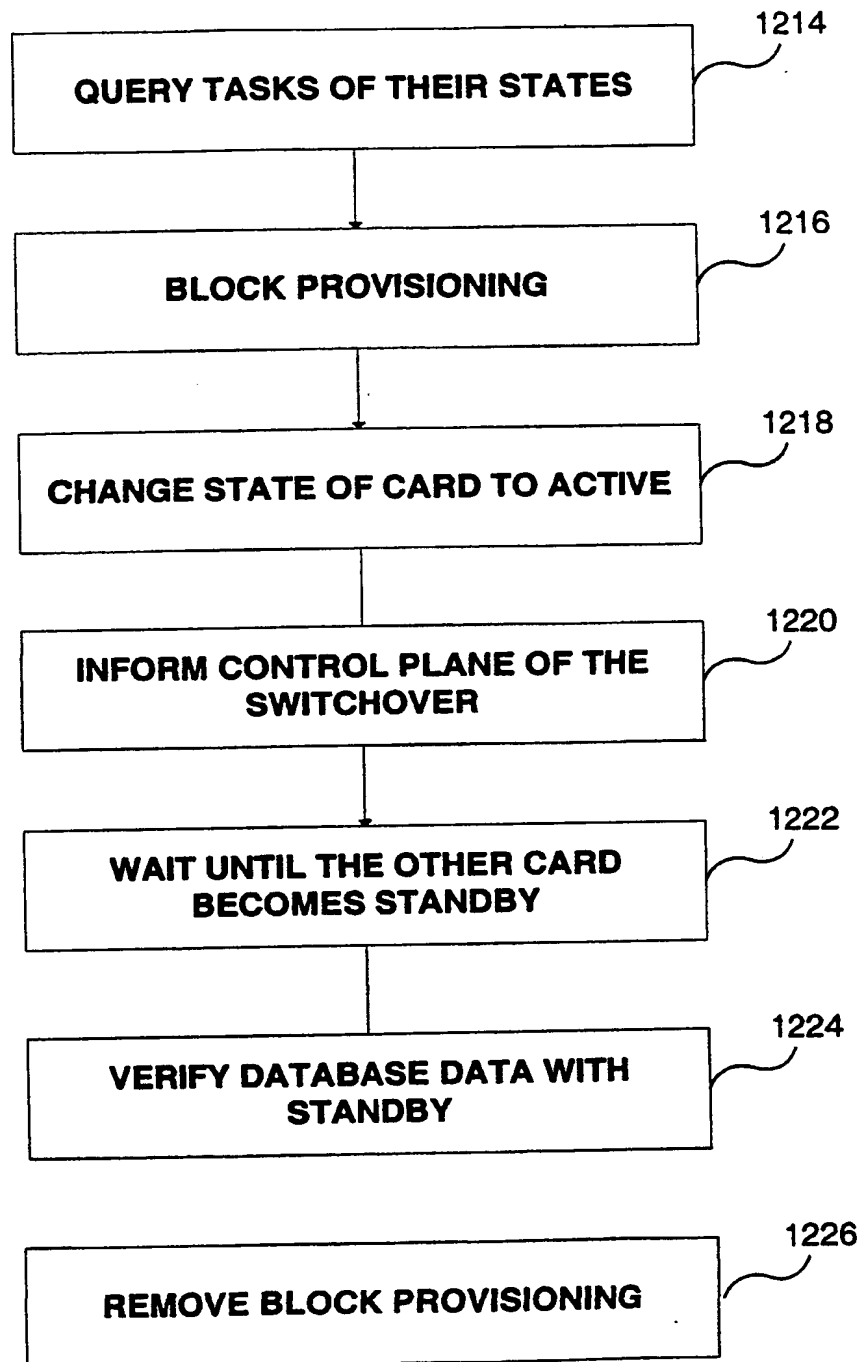 1214
QUERY TASKS OF THEIR STATES
1216
BLOCK PROVISIONING
1218
CHANGE STATE OF CARD TO ACTIVE
1220
INFORM CONTROL PLANE OF THE
SWITCHOVER
1222
WAIT UNTIL THE OTHER CARD
BECOMES STANDBY
1224
VERIFY DATABASE DATA WITH
STANDBY
1226
REMOVE BLOCK PROVISIONING